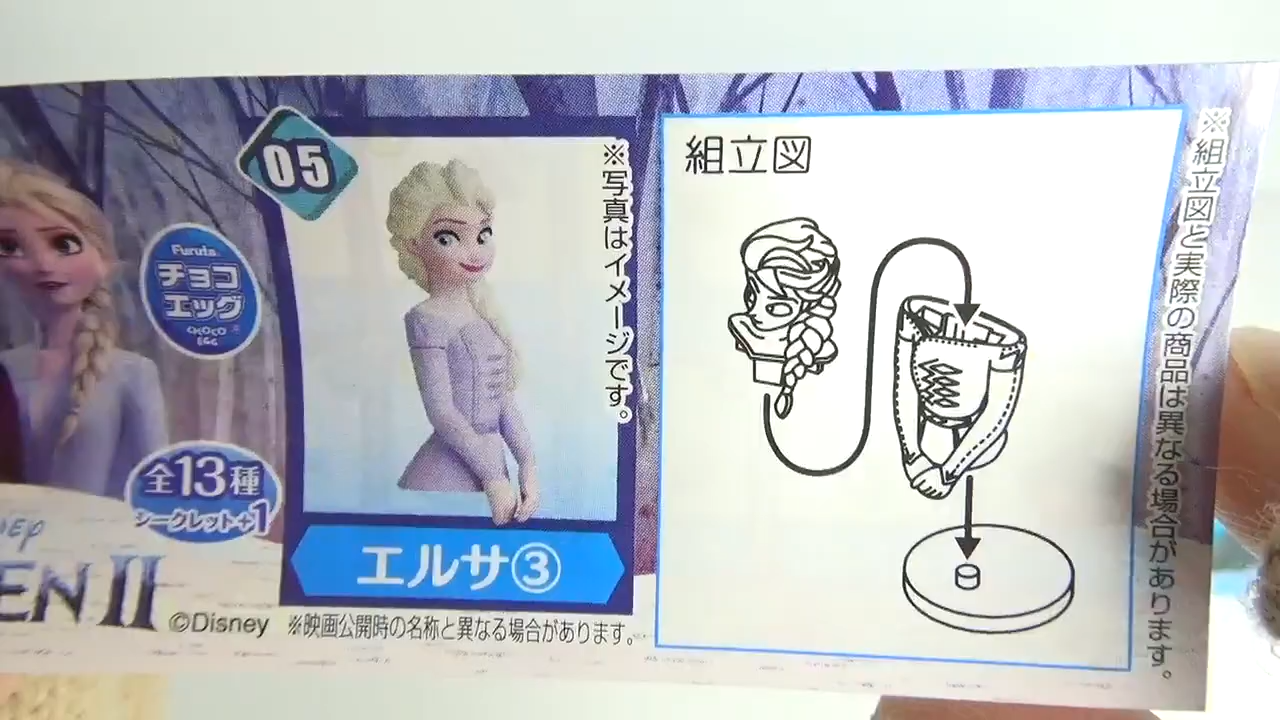 05
※写真はイメージです。
Furuta
チョコ
エッグ
CHOCO
EGG
全13種
シークレット+1
EN II
©Disney
エルサ③
※映画公開時の名称と異なる場合があります。
組立図
※組立図と実際の商品は異なる場合があります。